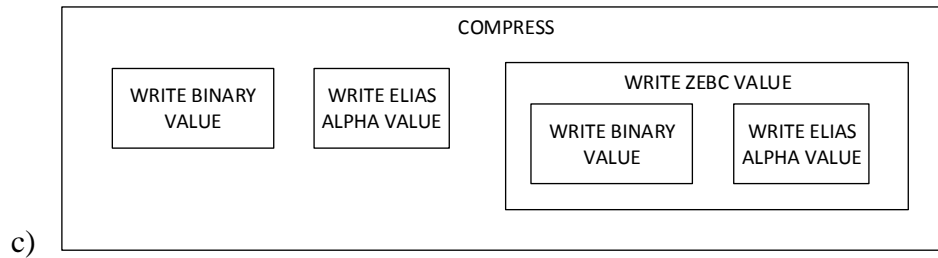 COMPRESS
WRITE BINARY
VALUE
WRITE ELIAS
ALPHA VALUE
WRITE ZEBC VALUE
WRITE BINARY
VALUE
WRITE ELIAS
ALPHA VALUE
c)